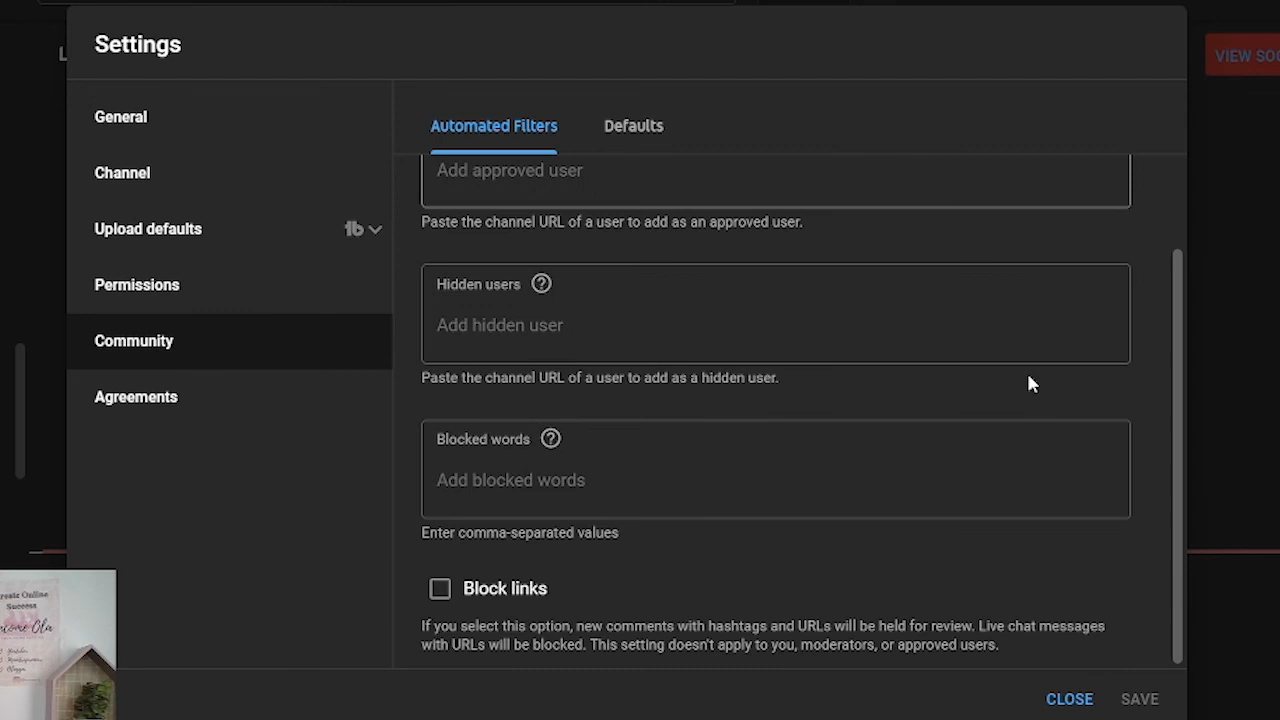 Settings
VIEW SO
General
Channel
Upload defaults
Permissions
Community
Agreements
Automated Filters
Defaults
Add approved user
Paste the channel URL of a user to add as an approved user.
Hidden users
Add hidden user
Paste the channel URL of a user to add as a hidden user.
Blocked words
Add blocked words
Enter comma-separated values
Block links
If you select this option, new comments with hashtags and URLs will be held for review. Live chat messages
with URLs will be blocked. This setting doesn't apply to you, moderators, or approved users.
CLOSE
SAVE
reate Online
Success
Ola